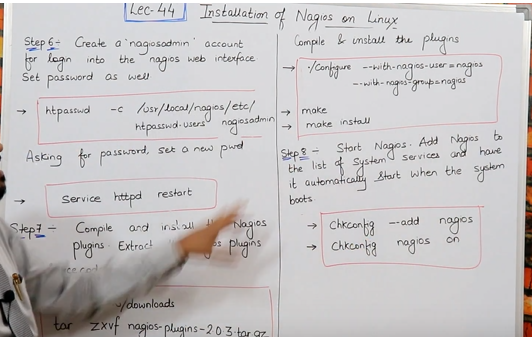 Lec-44
Installation of Nagios on Linux
Step 6:- Create a 'nagiosadmin' account
for login into the nagios web interface
Set password as well
→ htpasswd -c /usr/local/nagios/etc/
htpasswd.users nagiosadmin
Asking for password, set a new pwd
→ Service httpd restart
Step 7 - Compile and install the Nagios
plugins. Extract plugins
/downloads
tar zxvf nagios-plugins-2.0.3.tar.gz
Compile & install the plugins
→ ./Configure --with-nagios-user=nagios
--with-nagios-group=nagios
→ make
→ make install
Step 8 - Start Nagios. Add Nagios to
the list of System services and have
it automatically start when the system
boots
→ Chkconfig --add nagios
→ Chkconfig nagios on